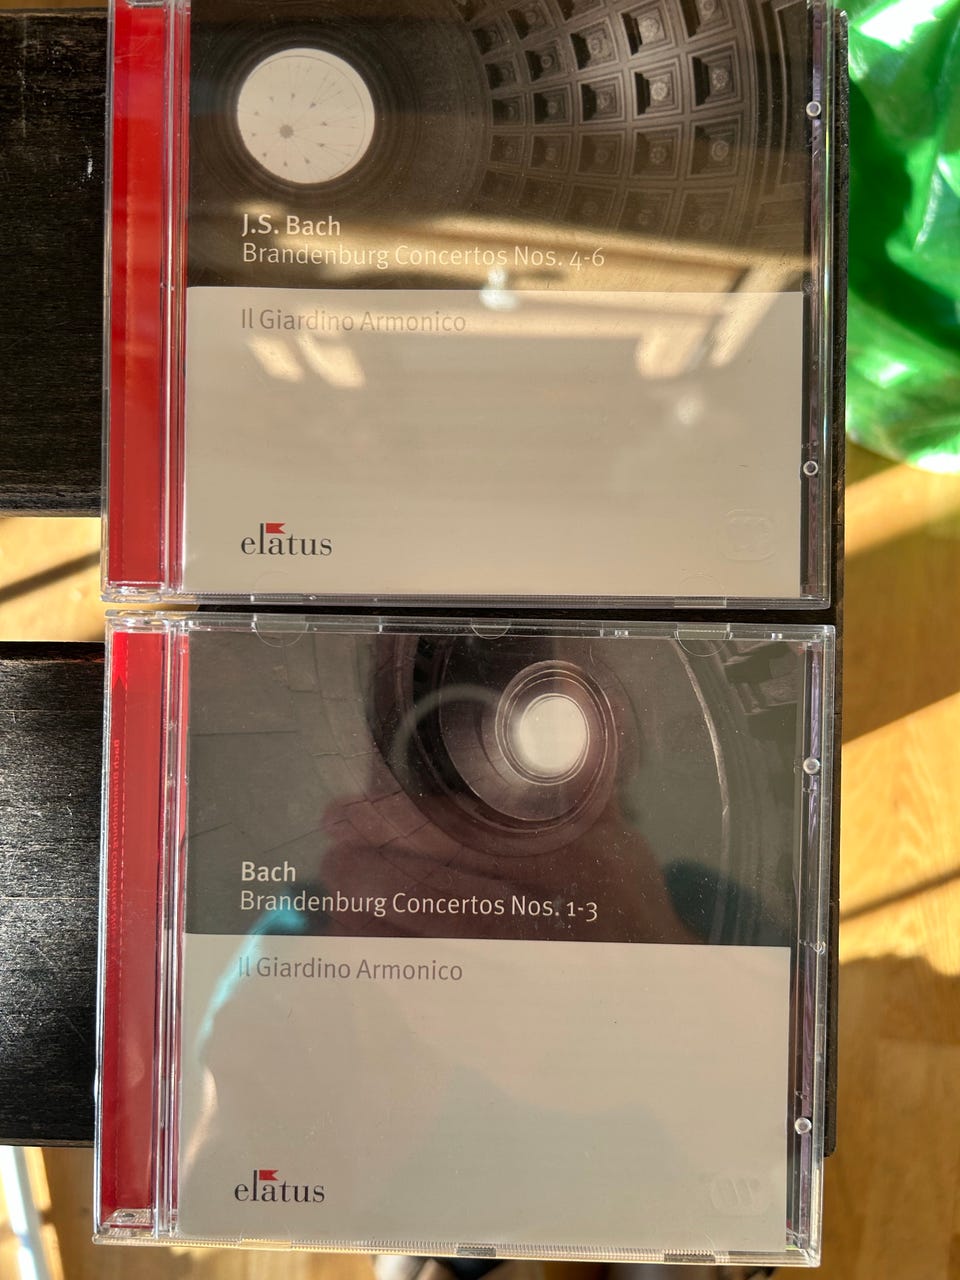 J.S. Bach
Brandenburg Concertos Nos. 4-6
Il Giardino Armonico
elatus
Bach
Brandenburg Concertos Nos. 1-3
Il Giardino Armonico
elatus